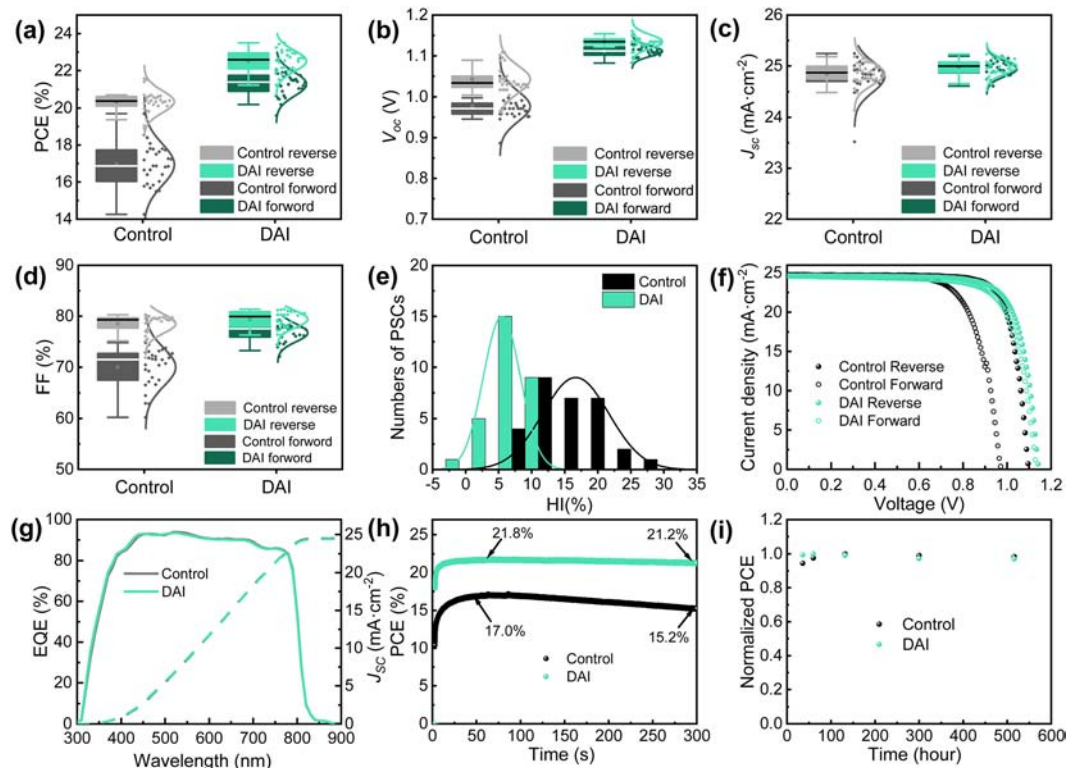 (a)
PCE (%)
24
22
20
18
16
14
Control reverse
DAI reverse
Control forword
DAI forword
Control
DAI
(b)
Voc (V)
1.2
1.1
1.0
0.9
0.8
0.7
Control reverse
DAI reverse
Control forword
DAI forword
Control
DAI
(c)
Jsc (mA·cm⁻²)
26
25
24
23
22
Control reverse
DAI reverse
Control forword
DAI forword
Control
DAI
(d)
FF (%)
90
80
70
60
50
Control reverse
DAI reverse
Control forword
DAI forword
Control
DAI
(e)
Numbers of PSCs
20
15
10
5
0
Control
DAI
-5 0 5 10 15 20 25 30 35
HI(%)
(f)
Current density (mA·cm⁻²)
25
20
15
10
5
0
Control Reverse
Control Forward
DAI Reverse
DAI Forward
0.0 0.2 0.4 0.6 0.8 1.0 1.2
Voltage (V)
(g)
EQE (%)
100
80
60
40
20
0
Control
DAI
25
20
15
10
5
0
JSC (mA·cm⁻²)
300 400 500 600 700 800
Wavelength (nm)
(h)
PCE (%)
25
20
15
10
5
0
21.8%
21.2%
17.0%
15.2%
Control
DAI
0 50 100 150 200 250 300
Time (s)
(i)
Normalized PCE
1.2
1.0
0.8
0.6
0.4
0.2
0.0
Control
DAI
0 100 200 300 400 500 600
Time (hour)